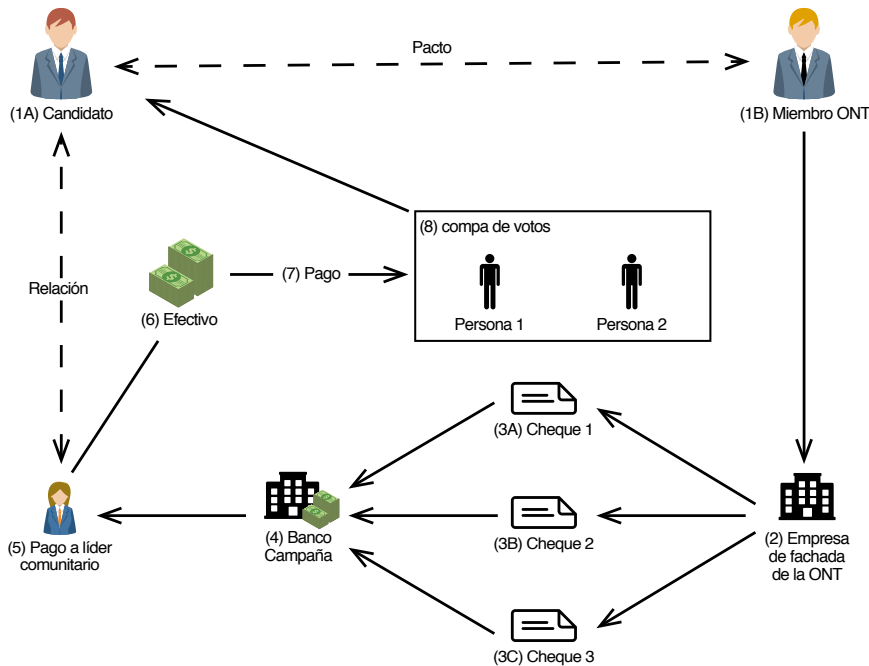 Pacto
(1A) Candidato
(1B) Miembro ONT
(8) compa de votos
(7) Pago
Relación
(6) Efectivo
Persona 1
Persona 2
(3A) Cheque 1
(3B) Cheque 2
(3C) Cheque 3
(5) Pago a líder
comunitario
(4) Banco
Campaña
(2) Empresa
de fachada
de la ONT